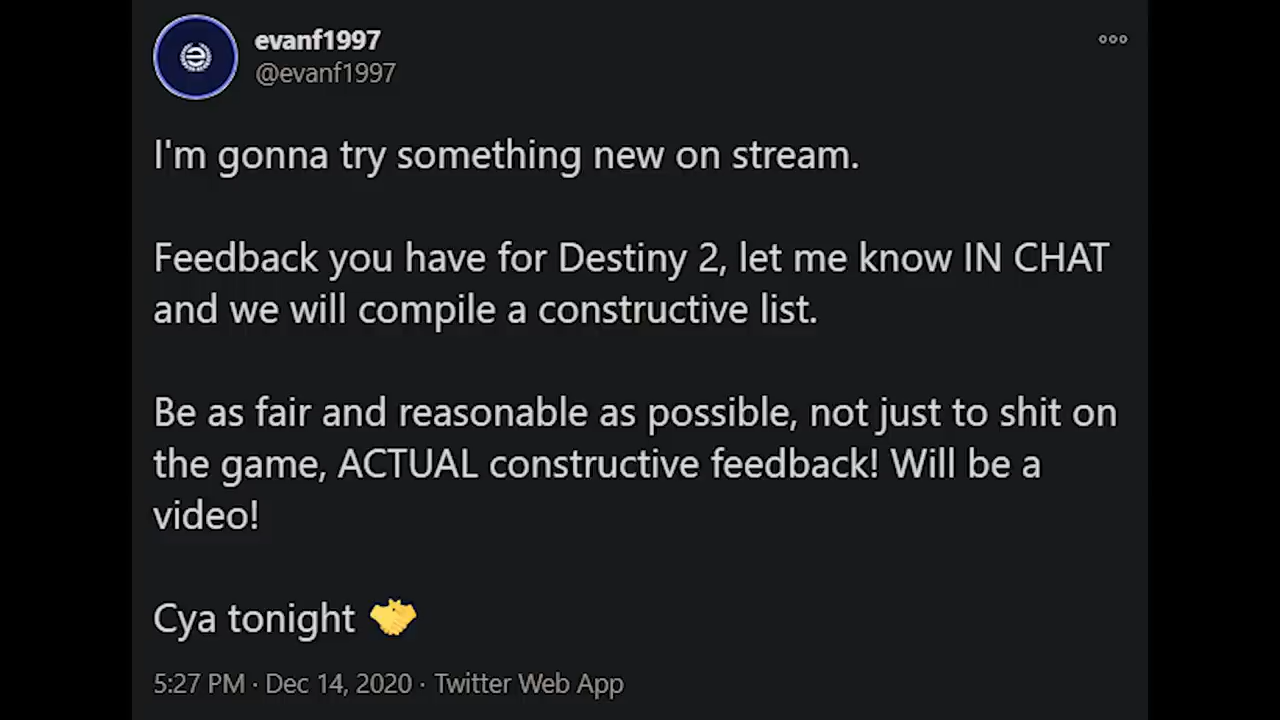 evanf1997
@evanf1997
I'm gonna try something new on stream.
Feedback you have for Destiny 2, let me know IN CHAT
and we will compile a constructive list.
Be as fair and reasonable as possible, not just to shit on
the game, ACTUAL constructive feedback! Will be a
video!
Cya tonight 🤝
5:27 PM · Dec 14, 2020 · Twitter Web App